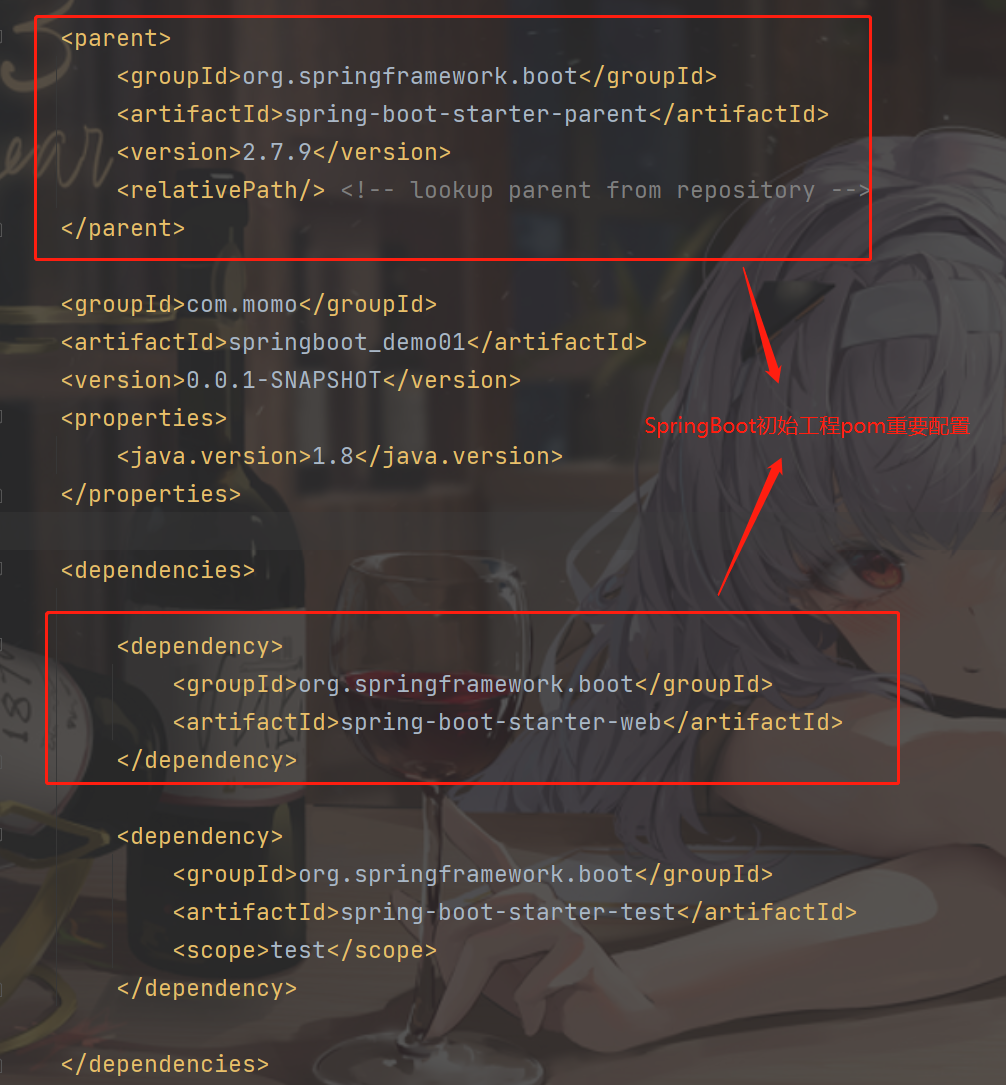 <parent>
<groupId>org.springframework.boot</groupId>
<artifactId>spring-boot-starter-parent</artifactId>
<version>2.7.9</version>
<relativePath/> <!-- lookup parent from repository -->
</parent>
<groupId>com.momo</groupId>
<artifactId>springboot_demo01</artifactId>
<version>0.0.1-SNAPSHOT</version>
<properties>
SpringBoot初始工程pom重要配置
<java.version>1.8</java.version>
</properties>
<dependencies>
<dependency>
<groupId>org.springframework.boot</groupId>
<artifactId>spring-boot-starter-web</artifactId>
</dependency>
<dependency>
<groupId>org.springframework.boot</groupId>
<artifactId>spring-boot-starter-test</artifactId>
<scope>test</scope>
</dependency>
</dependencies>
18%